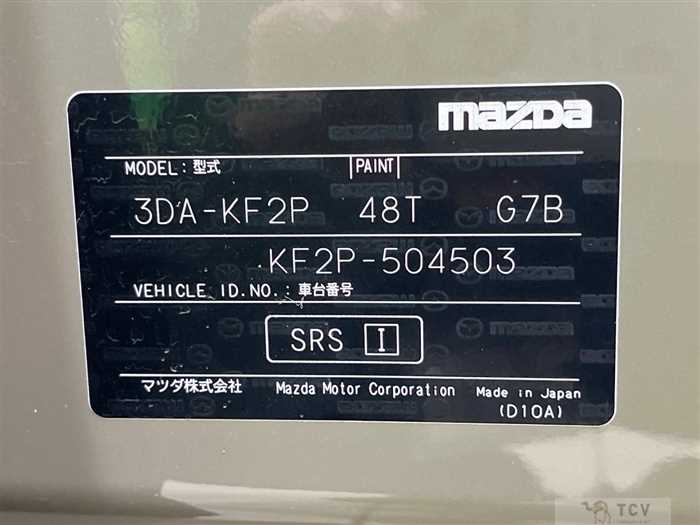 mazda
MODEL: 型式 PAINT
3DA-KF2P 48T G7B
KF2P-504503
VEHICLE ID.NO.: 車台番号
SRS I
マツダ株式会社 Mazda Motor Corporation Made in Japan
(D10A)
TCV